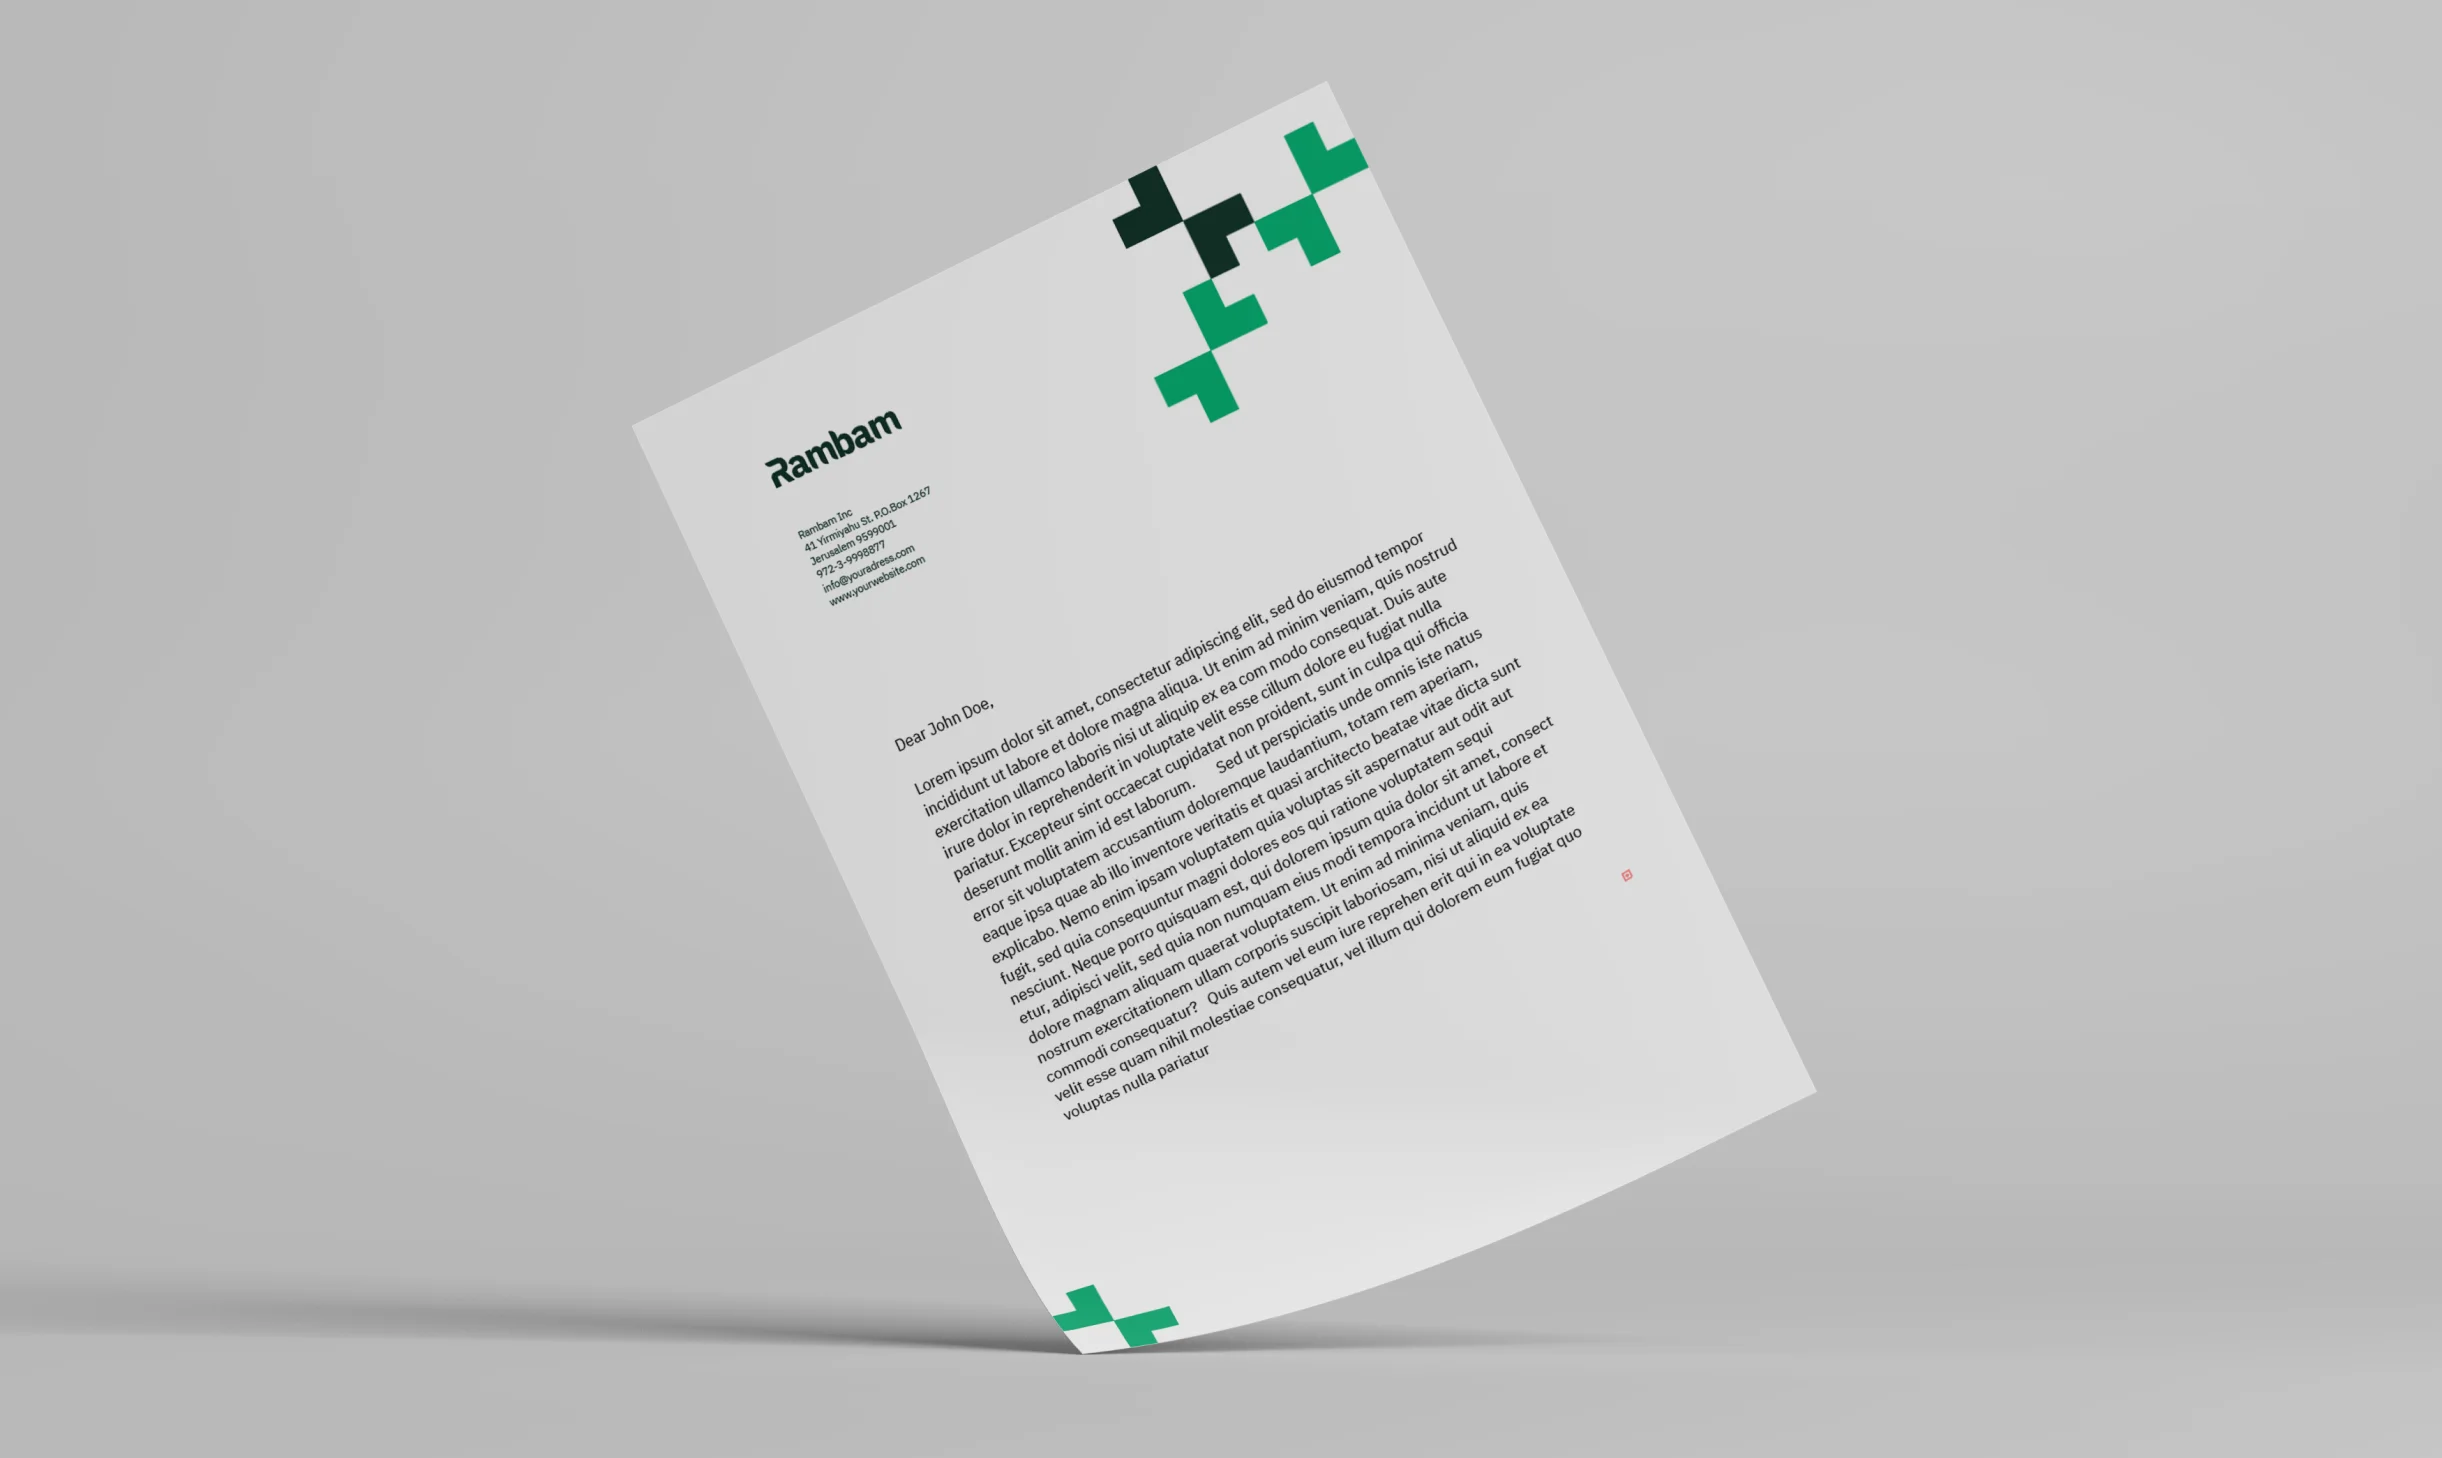 Rambam
Rambam Inc
41 Yirmiyahu St. P.O.Box 1267
Jerusalem 9599001
972-3-9998877
info@youradress.com
www.yourwebsite.com
Dear John Doe,
Lorem ipsum dolor sit amet, consectetur adipiscing elit, sed do eiusmod tempor
incididunt ut labore et dolore magna aliqua. Ut enim ad minim veniam, quis nostrud
exercitation ullamco laboris nisi ut aliquip ex ea com modo consequat. Duis aute
irure dolor in reprehenderit in voluptate velit esse cillum dolore eu fugiat nulla
pariatur. Excepteur sint occaecat cupidatat non proident, sunt in culpa qui officia
deserunt mollit anim id est laborum. Sed ut perspiciatis unde omnis iste natus
error sit voluptatem accusantium doloremque laudantium, totam rem aperiam,
eaque ipsa quae ab illo inventore veritatis et quasi architecto beatae vitae dicta sunt
explicabo. Nemo enim ipsam voluptatem quia voluptas sit aspernatur aut odit aut
fugit, sed quia consequuntur magni dolores eos qui ratione voluptatem sequi
nesciunt. Neque porro quisquam est, qui dolorem ipsum quia dolor sit amet, consect
etur, adipisci velit, sed quia non numquam eius modi tempora incidunt ut labore et
dolore magnam aliquam quaerat voluptatem. Ut enim ad minima veniam, quis
nostrum exercitationem ullam corporis suscipit laboriosam, nisi ut aliquid ex ea
commodi consequatur? Quis autem vel eum iure reprehen erit qui in ea voluptate
velit esse quam nihil molestiae consequatur, vel illum qui dolorem eum fugiat quo
voluptas nulla pariatur